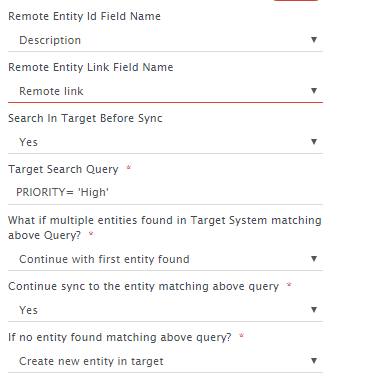 Remote Entity Id Field Name
Description
Remote Entity Link Field Name
Remote link
Search In Target Before Sync
Yes
Target Search Query *
PRIORITY= 'High'
What if multiple entities found in Target System matching
above Query? *
Continue with first entity found
Continue sync to the entity matching above query *
Yes
If no entity found matching above query? *
Create new entity in target